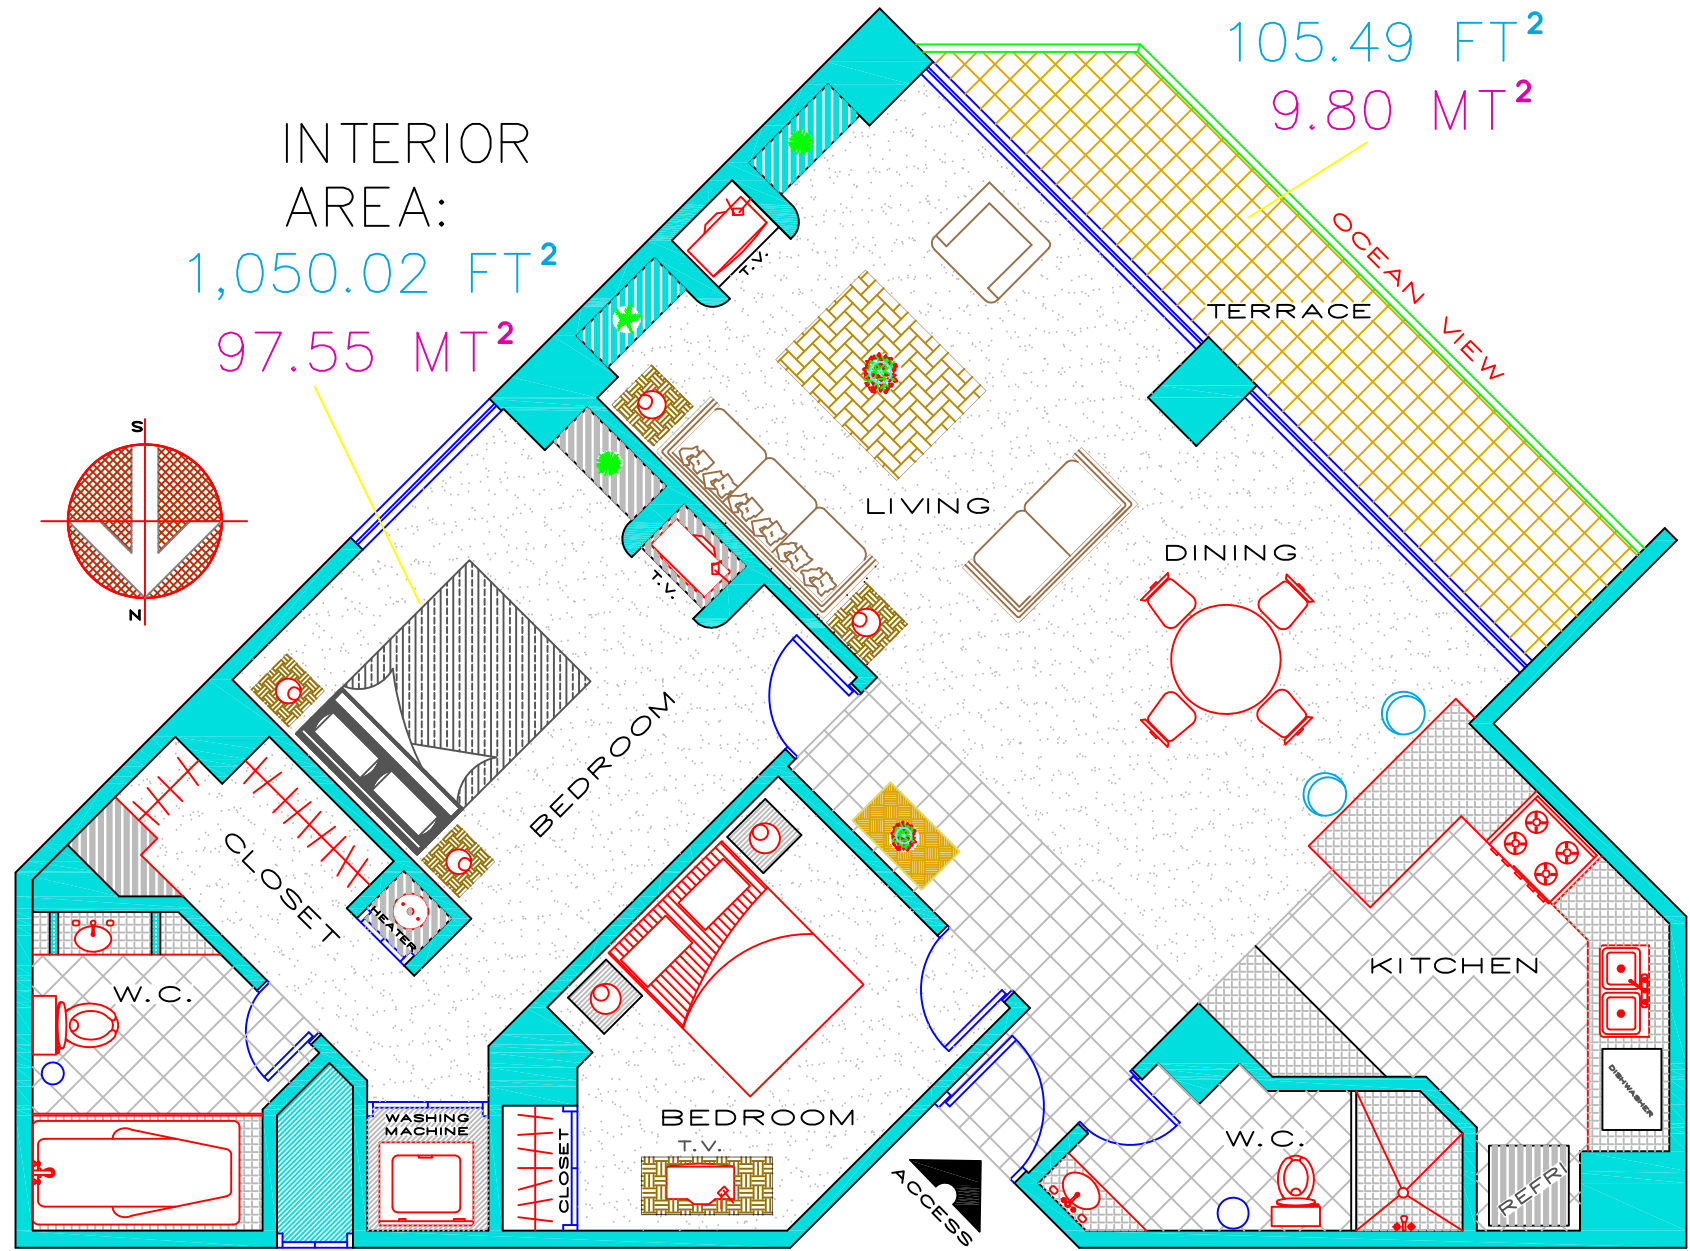 105.49 FT²
9.80 MT²
INTERIOR
AREA:
1,050.02 FT²
97.55 MT²
OCEAN VIEW
TERRACE
T.V.
S
N
LIVING
DINING
T.V.
BEDROOM
CLOSET
HEATER
KITCHEN
W.C.
DISHWASHER
WASHING
MACHINE
BEDROOM
T.V.
CLOSET
W.C.
ACCESS
REFRI